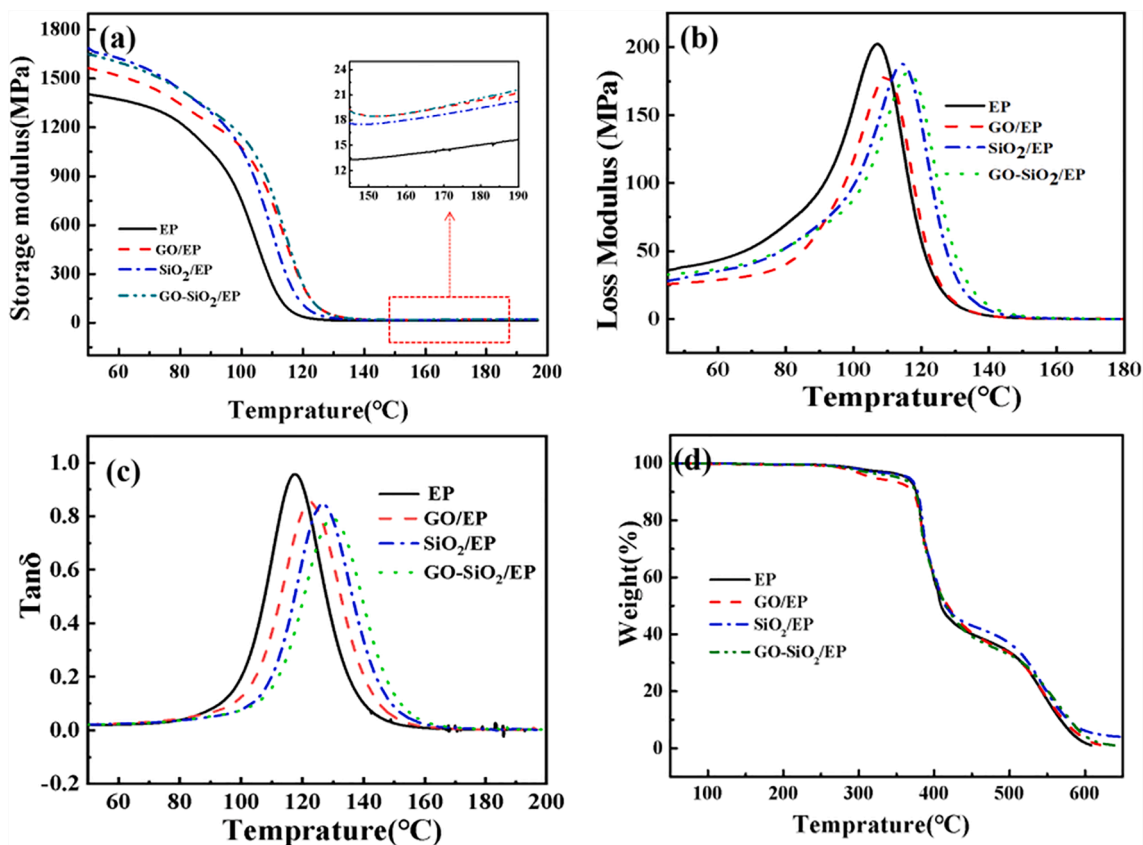 (a)
Storage modulus(MPa)
1800
1500
1200
900
600
300
0
24
21
18
15
12
150 160 170 180 190
EP
GO/EP
SiO2/EP
GO-SiO2/EP
60 80 100 120 140 160 180 200
Temprature(°C)
(b)
Loss Modulus (MPa)
200
150
100
50
0
EP
GO/EP
SiO2/EP
GO-SiO2/EP
60 80 100 120 140 160 180
Temprature(°C)
(c)
Tanδ
1.0
0.8
0.6
0.4
0.2
0.0
-0.2
EP
GO/EP
SiO2/EP
GO-SiO2/EP
60 80 100 120 140 160 180 200
Temprature(°C)
(d)
Weight(%)
100
80
60
40
20
0
EP
GO/EP
SiO2/EP
GO-SiO2/EP
100 200 300 400 500 600
Temprature(°C)